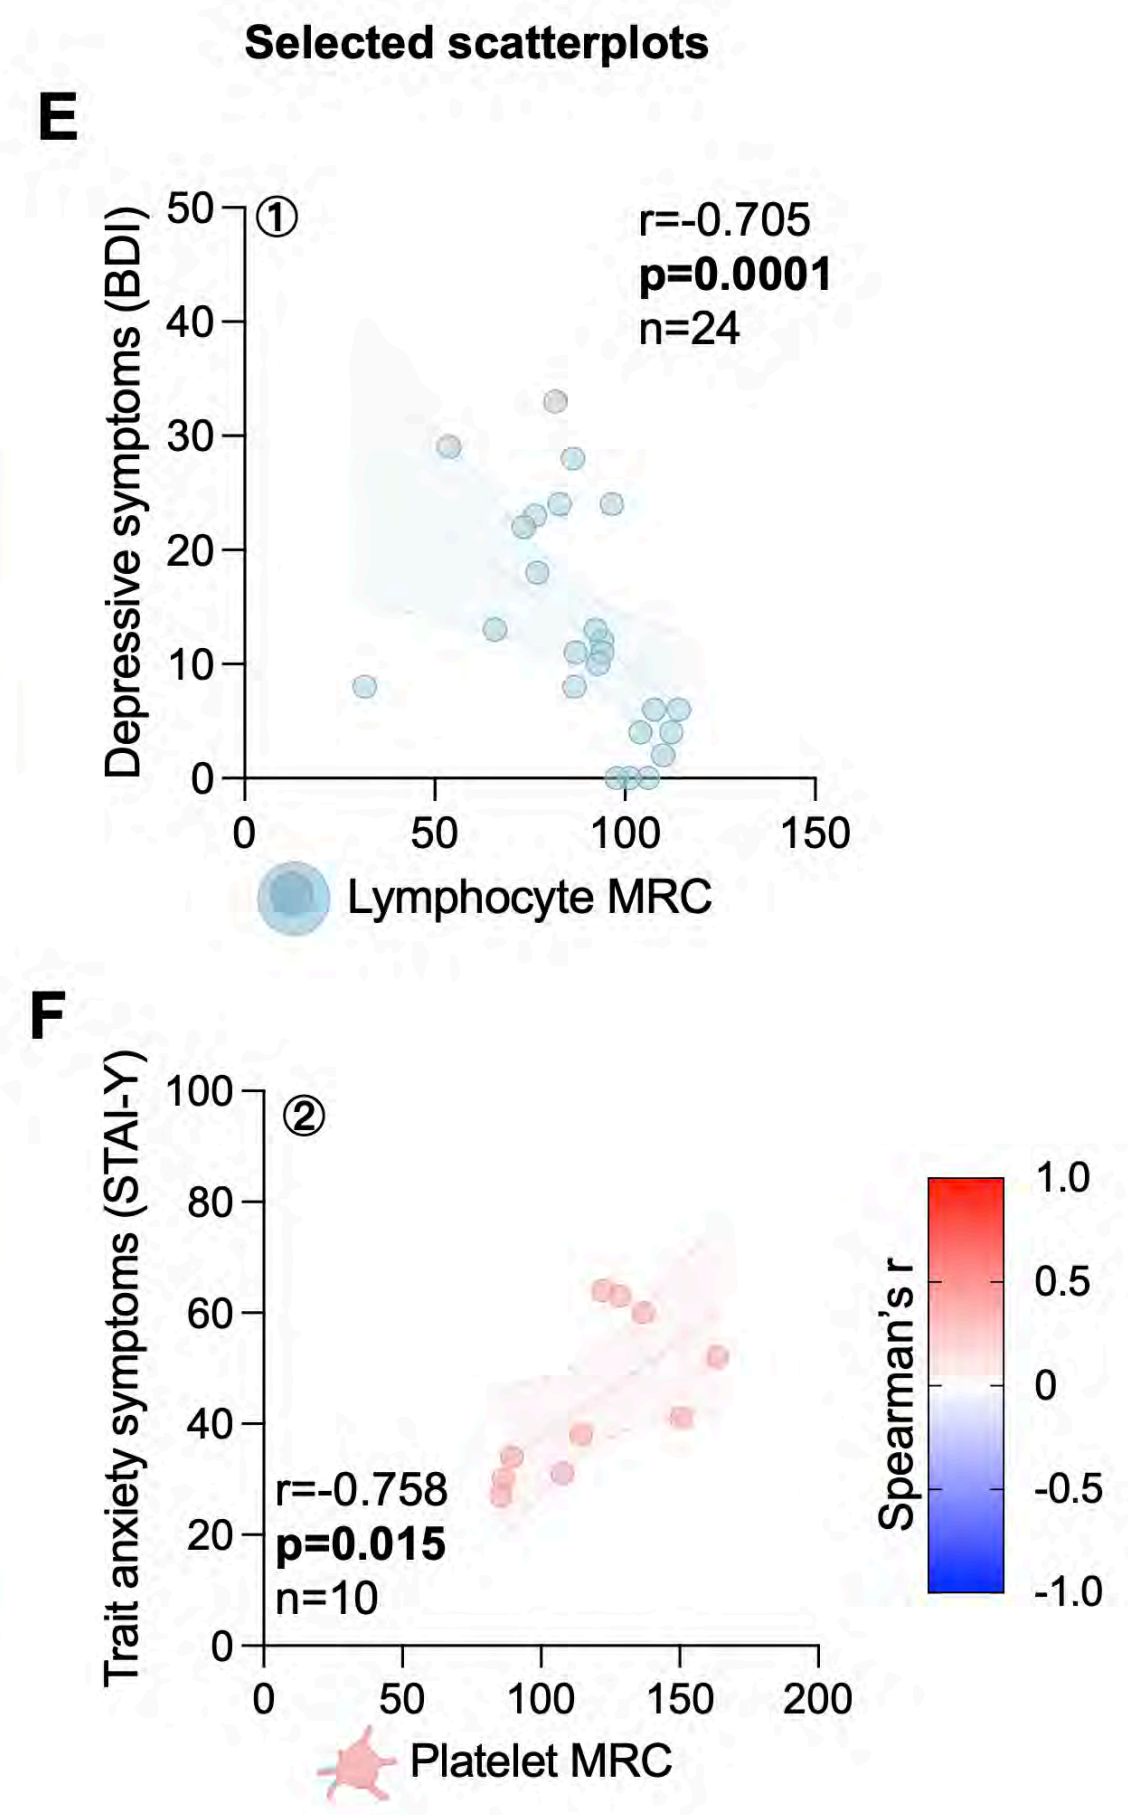 Selected scatterplots
E
Depressive symptoms (BDI)
50
40
30
20
10
0
①
r=-0.705
p=0.0001
n=24
0 50 100 150
Lymphocyte MRC
F
Trait anxiety symptoms (STAI-Y)
100
80
60
40
20
0
②
r=-0.758
p=0.015
n=10
0 50 100 150 200
Platelet MRC
Spearman's r
1.0
0.5
0
-0.5
-1.0